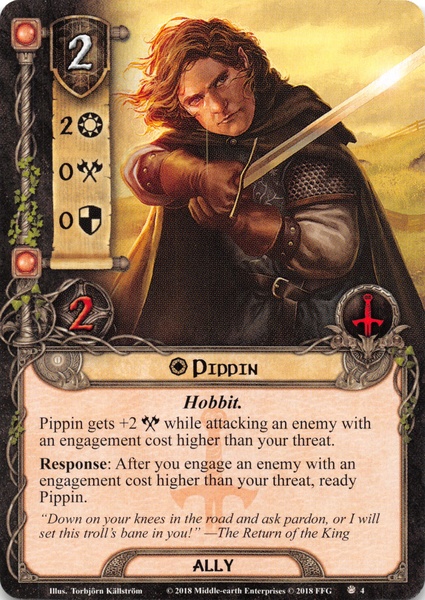 2
2
0
0
2
Pippin
Hobbit.
Pippin gets +2 while attacking an enemy with
an engagement cost higher than your threat.
Response: After you engage an enemy with an
engagement cost higher than your threat, ready
Pippin.
“Down on your knees in the road and ask pardon, or I will
set this troll’s bane in you!” —The Return of the King
ALLY
Illus. Torbjörn Källström © 2018 Middle-earth Enterprises © 2018 FFG 4